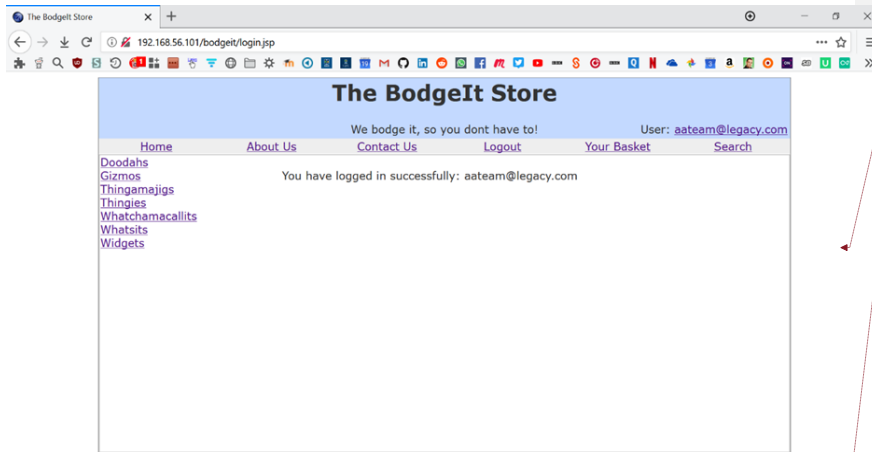 The BodgeIt Store
192.168.56.101/bodgeit/login.jsp
The BodgeIt Store
We bodge it, so you dont have to!
User: aateam@legacy.com
Home About Us Contact Us Logout Your Basket Search
Doodahs
Gizmos
Thingamajigs
Thingies
Whatchamacallits
Whatsits
Widgets
You have logged in successfully: aateam@legacy.com